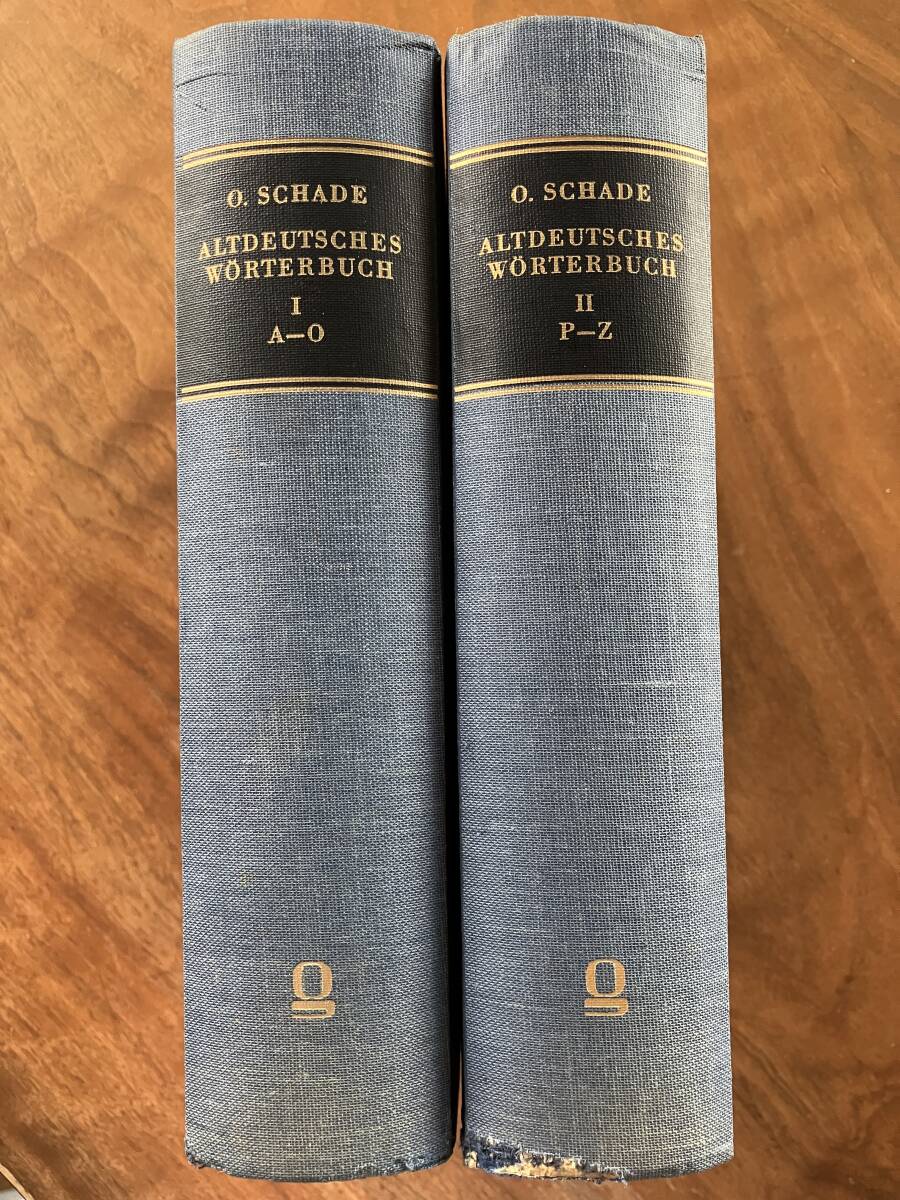 O. SCHADE
ALTDEUTSCHES
WÖRTERBUCH
I
A–O
O. SCHADE
ALTDEUTSCHES
WÖRTERBUCH
II
P–Z